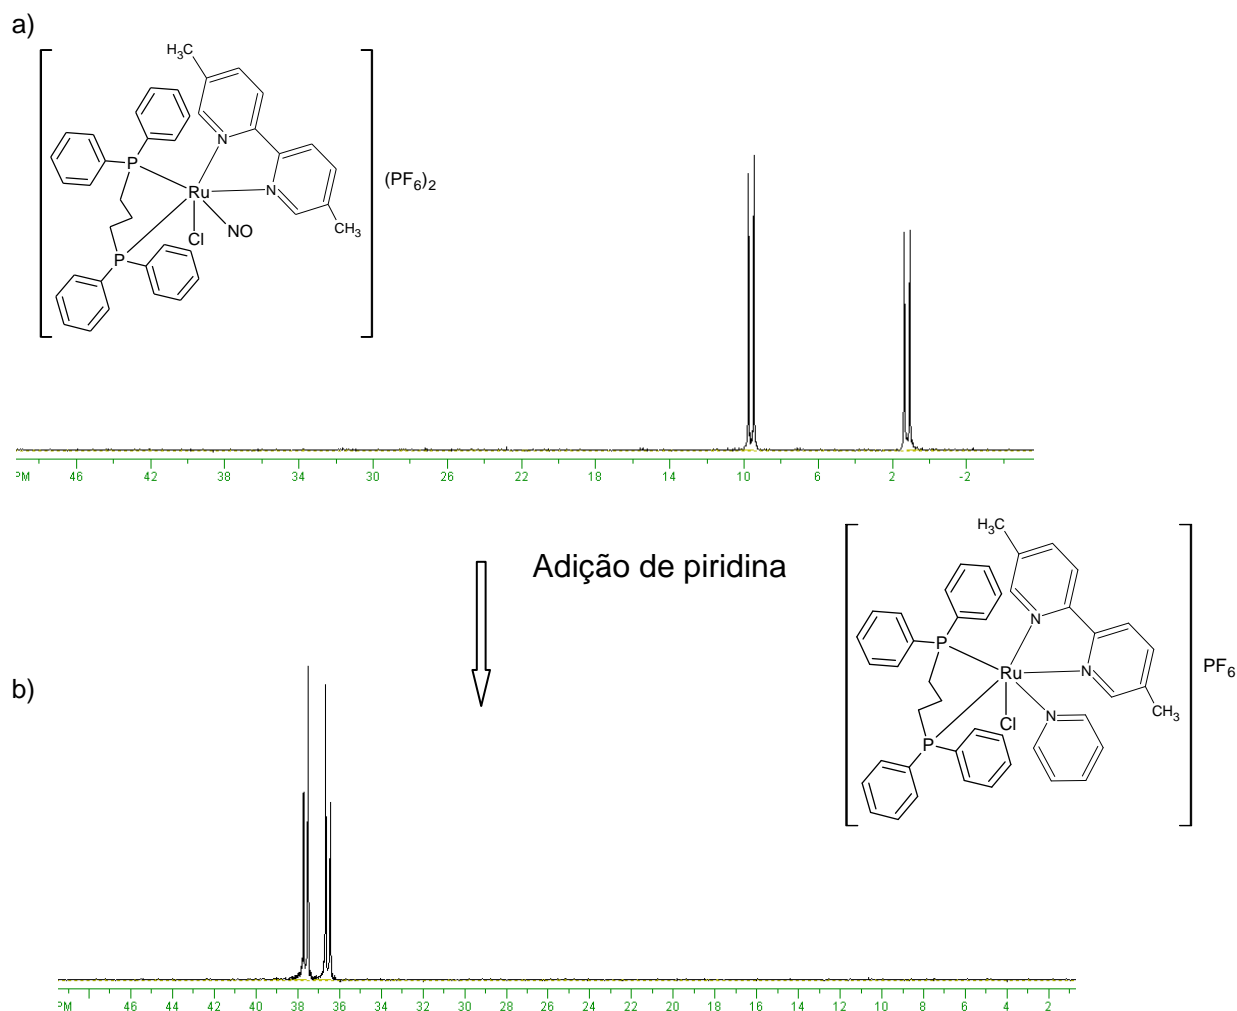 a)
H₃C
P
N
Ru
N
(PF₆)₂
Cl
NO
CH₃
P
PM 46 42 38 34 30 26 22 18 14 10 6 2 -2
Adição de piridina
H₃C
P
N
Ru
N
PF₆
Cl
N
CH₃
P
b)
PM 46 44 42 40 38 36 34 32 30 28 26 24 22 20 18 16 14 12 10 8 6 4 2